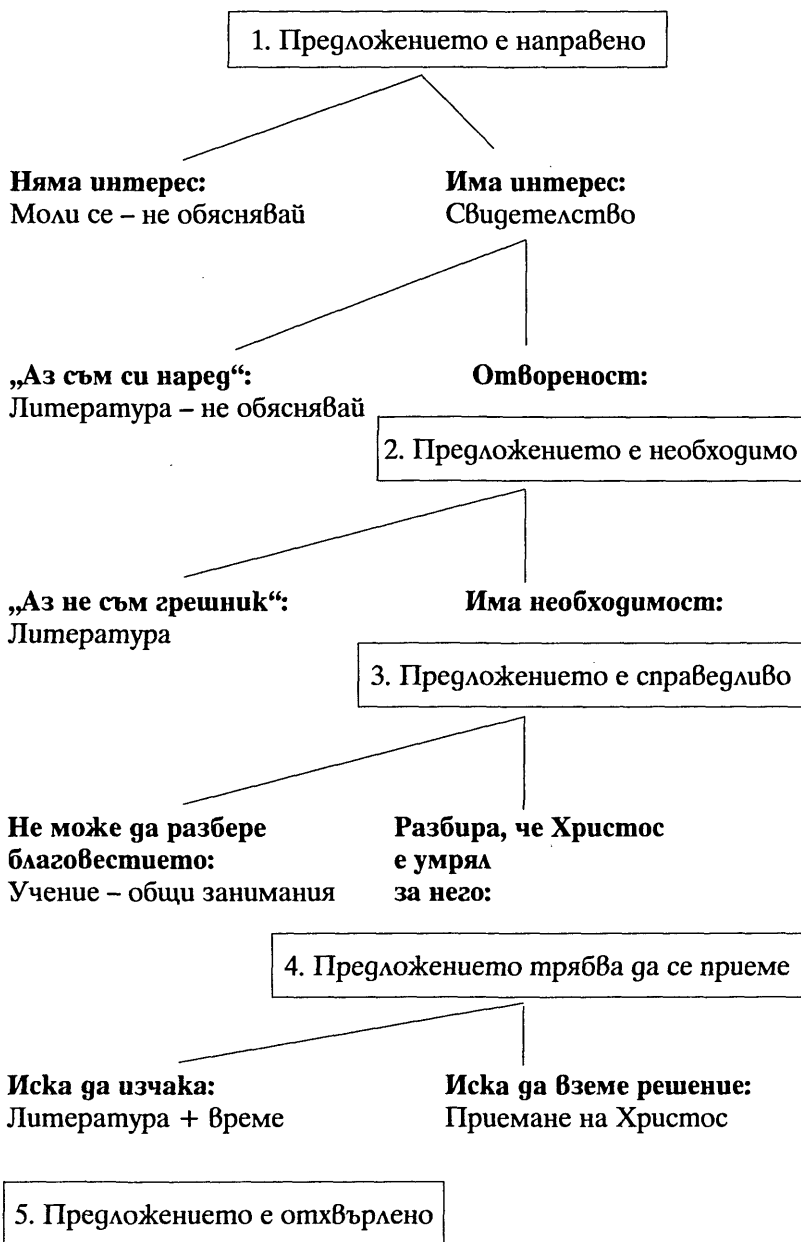 1. Предложението е направено
Няма интерес:
Моли се – не обяснявай
Има интерес:
Свидетелство
„Аз съм си наред“:
Литература – не обяснявай
Отвореност:
2. Предложението е необходимо
„Аз не съм грешник“:
Литература
Има необходимост:
3. Предложението е справедливо
Не може да разбере
благовестието:
Учение – общи занимания
Разбира, че Христос
е умрял
за него:
4. Предложението трябва да се приеме
Иска да изчака:
Литература + време
Иска да вземе решение:
Приемане на Христос
5. Предложението е отхвърлено